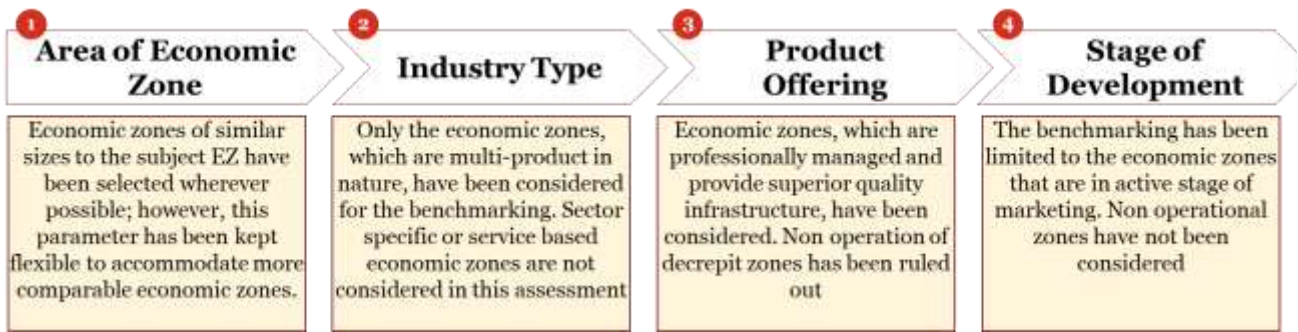 1
Area of Economic
Zone
Economic zones of similar
sizes to the subject EZ have
been selected wherever
possible; however, this
parameter has been kept
flexible to accommodate more
comparable economic zones.
2
Industry Type
Only the economic zones,
which are multi-product in
nature, have been considered
for the benchmarking. Sector
specific or service based
economic zones are not
considered in this assessment
3
Product
Offering
Economic zones, which are
professionally managed and
provide superior quality
infrastructure, have been
considered. Non operation of
decrepit zones has been ruled
out
4
Stage of
Development
The benchmarking has been
limited to the economic zones
that are in active stage of
marketing. Non operational
zones have not been
considered